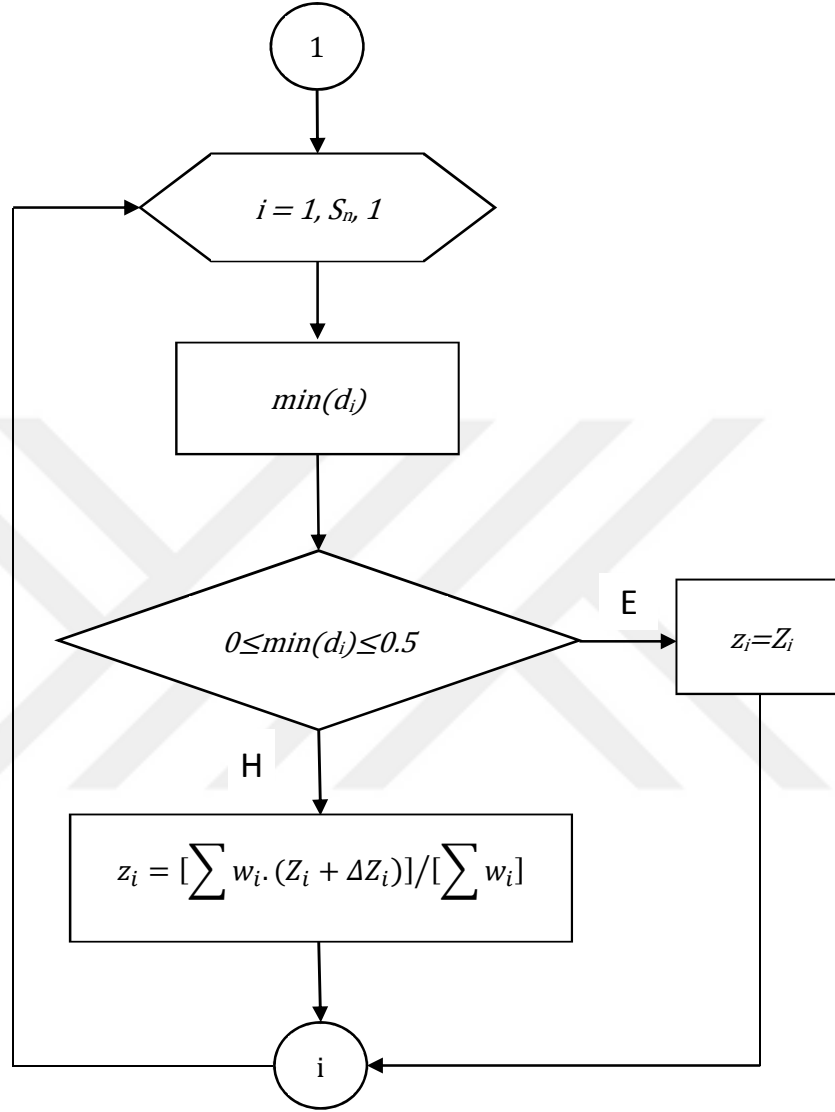 1
i = 1, Sₙ, 1
min(dᵢ)
0≤min(dᵢ)≤0.5
E
zᵢ=Zᵢ
H
zᵢ = [∑ wᵢ. (Zᵢ + ΔZᵢ)]/[∑ wᵢ]
i